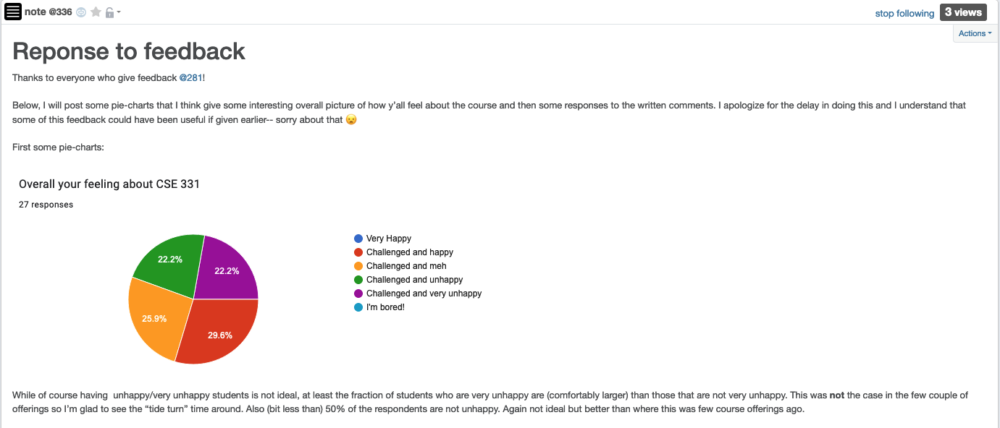 note @336
stop following 3 views
Actions
Reponse to feedback
Thanks to everyone who give feedback @281!
Below, I will post some pie-charts that I think give some interesting overall picture of how y'all feel about the course and then some responses to the written comments. I apologize for the delay in doing this and I understand that
some of this feedback could have been useful if given earlier-- sorry about that 😦
First some pie-charts:
Overall your feeling about CSE 331
27 responses
22.2%
22.2%
25.9%
29.6%
Very Happy
Challenged and happy
Challenged and meh
Challenged and unhappy
Challenged and very unhappy
I'm bored!
While of course having  unhappy/very unhappy students is not ideal, at least the fraction of students who are very unhappy are (comfortably larger) than those that are not very unhappy. This was not the case in the few couple of
offerings so I'm glad to see the “tide turn” time around. Also (bit less than) 50% of the respondents are not unhappy. Again not ideal but better than where this was few course offerings ago.